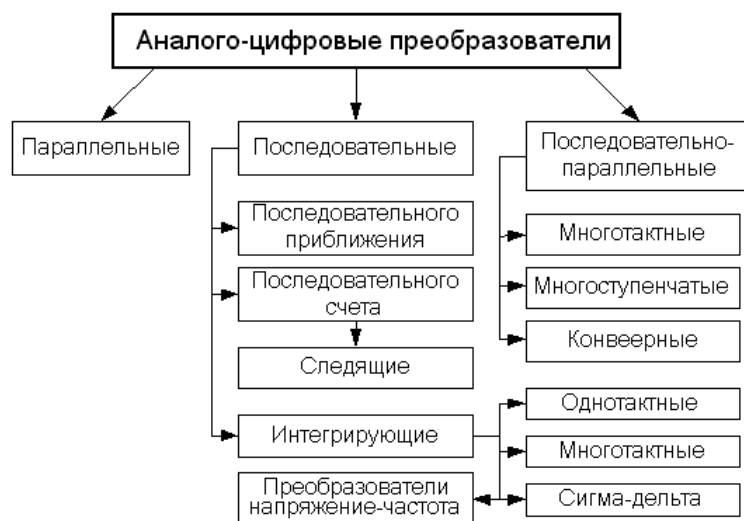 Аналого-цифровые преобразователи
Параллельные
Последовательные
Последовательно-
параллельные
Последовательного
приближения
Последовательного
счета
Следящие
Интегрирующие
Преобразователи
напряжение-частота
Многотактные
Многоступенчатые
Конвеерные
Однотактные
Многотактные
Сигма-дельта